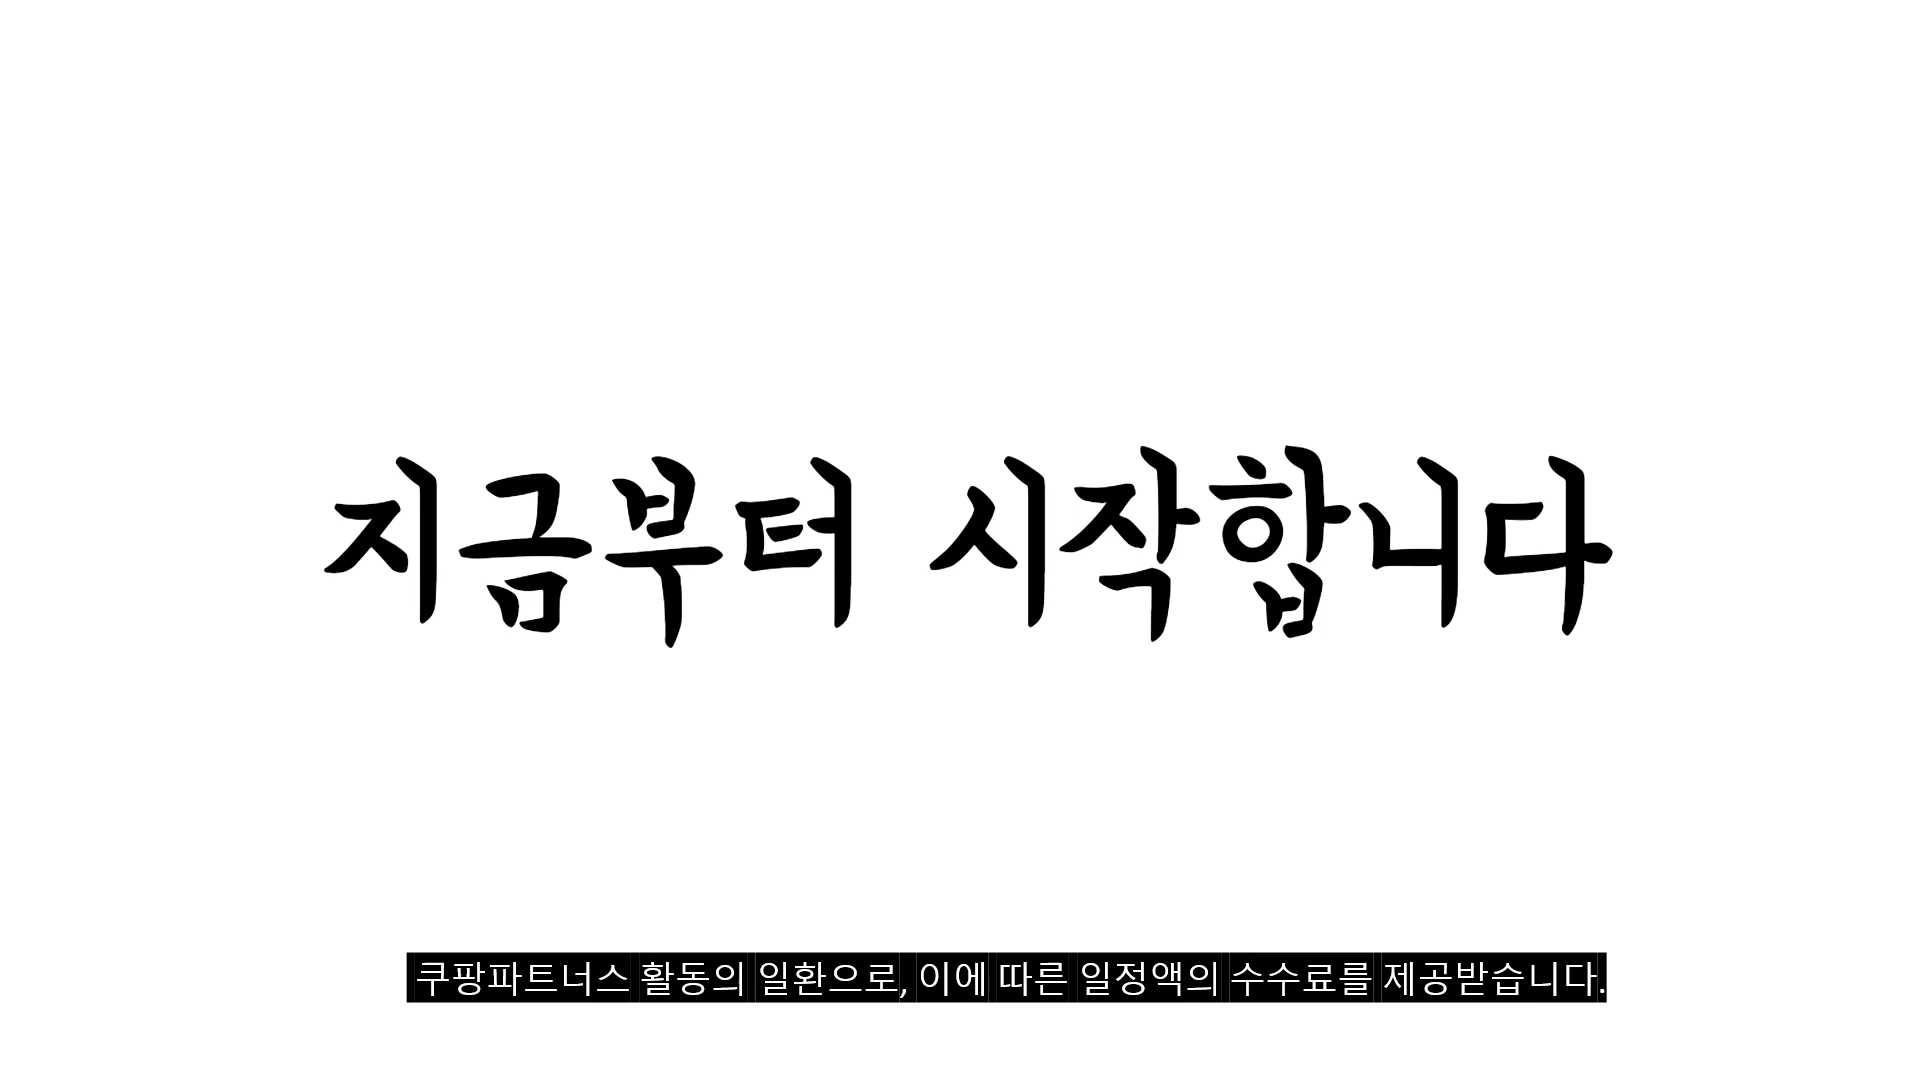 지금부터 시작합니다
쿠팡파트너스 활동의 일환으로, 이에 따른 일정액의 수수료를 제공받습니다.